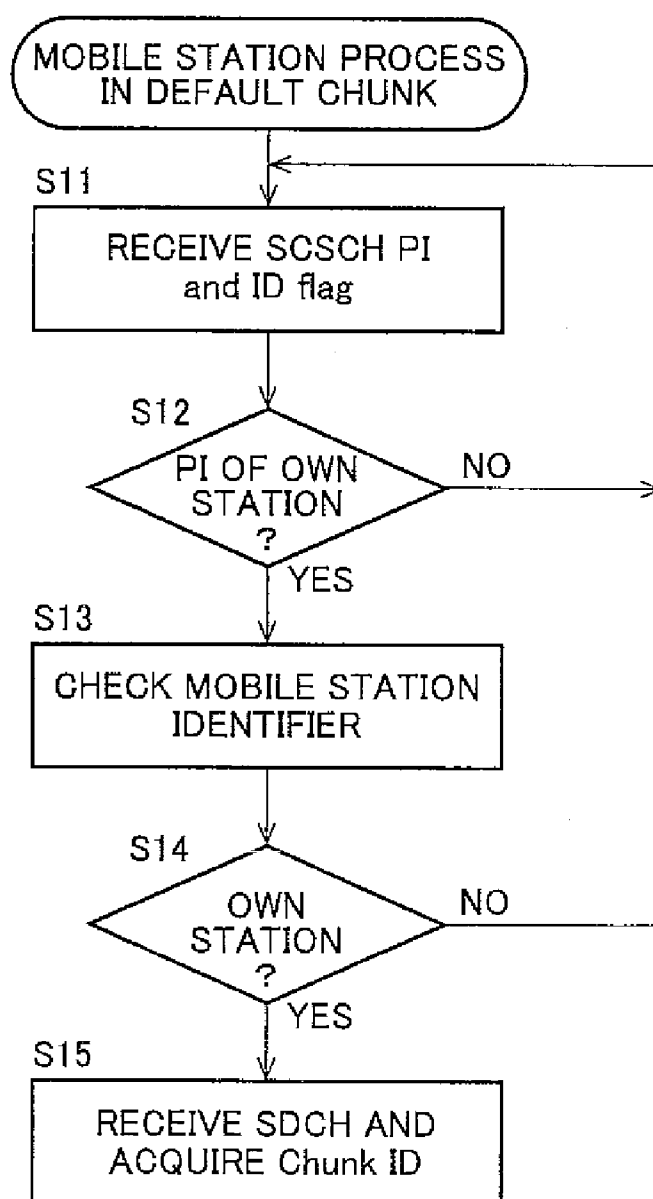 MOBILE STATION PROCESS
IN DEFAULT CHUNK
S11
RECEIVE SCSCH PI
and ID flag
S12
PI OF OWN
STATION
?
NO
YES
S13
CHECK MOBILE STATION
IDENTIFIER
S14
OWN
STATION
?
NO
YES
S15
RECEIVE SDCH AND
ACQUIRE Chunk ID